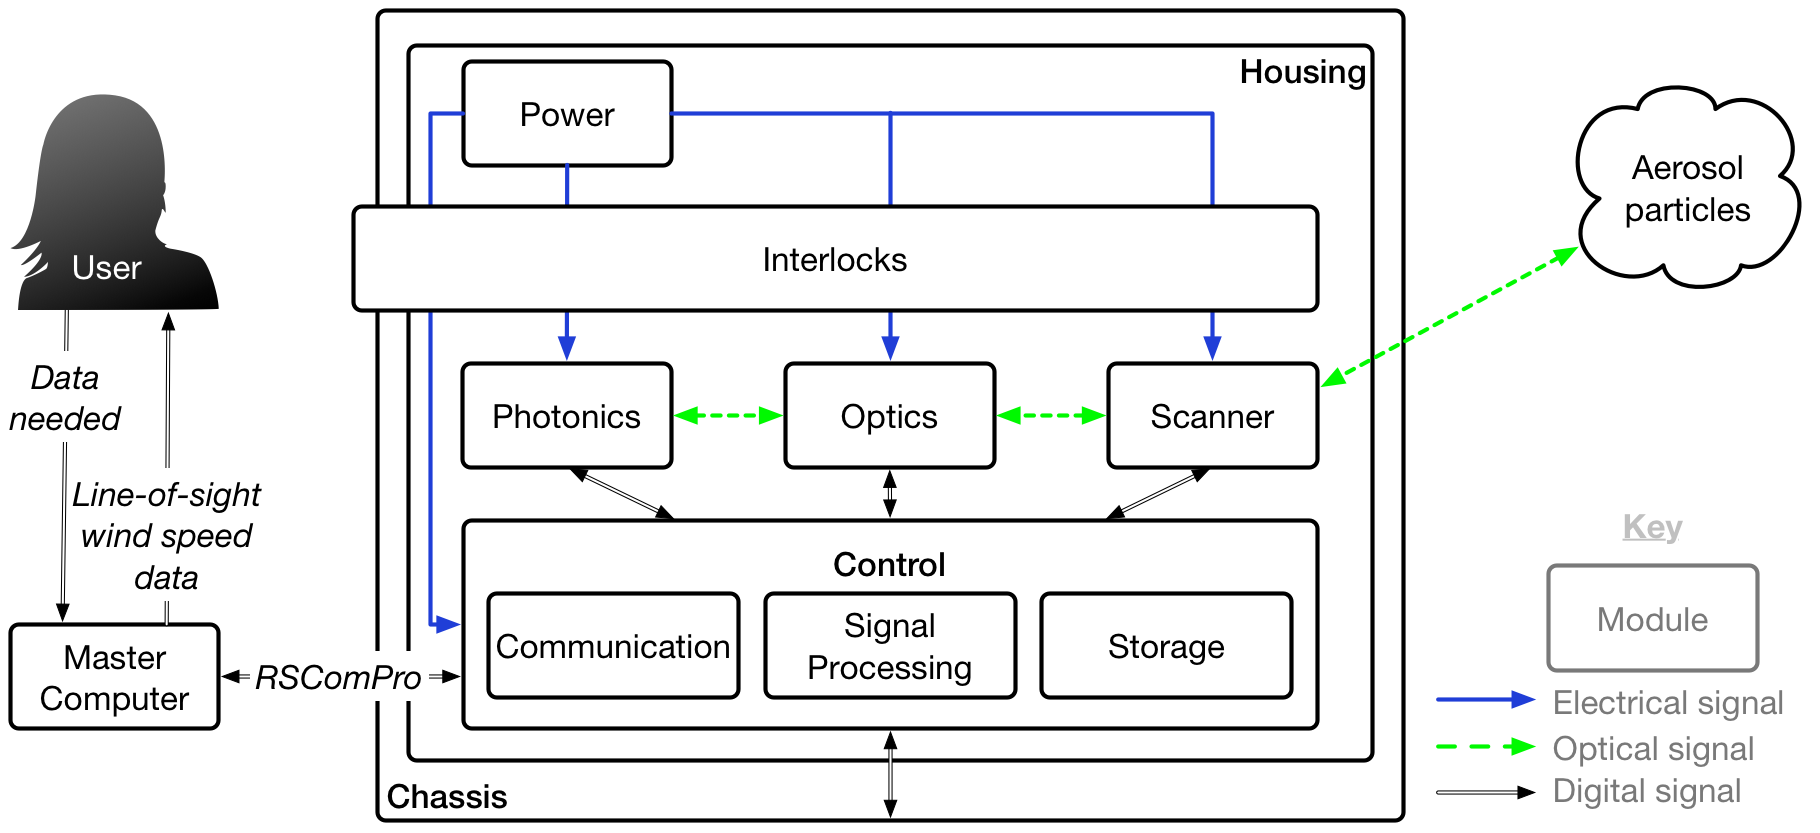 Housing
Power
Aerosol
particles
Interlocks
User
Data
needed
Photonics
Optics
Scanner
Line-of-sight
wind speed
data
Control
Communication
Signal
Processing
Storage
Master
Computer
RSComPro
Chassis
Key
Module
Electrical signal
Optical signal
Digital signal